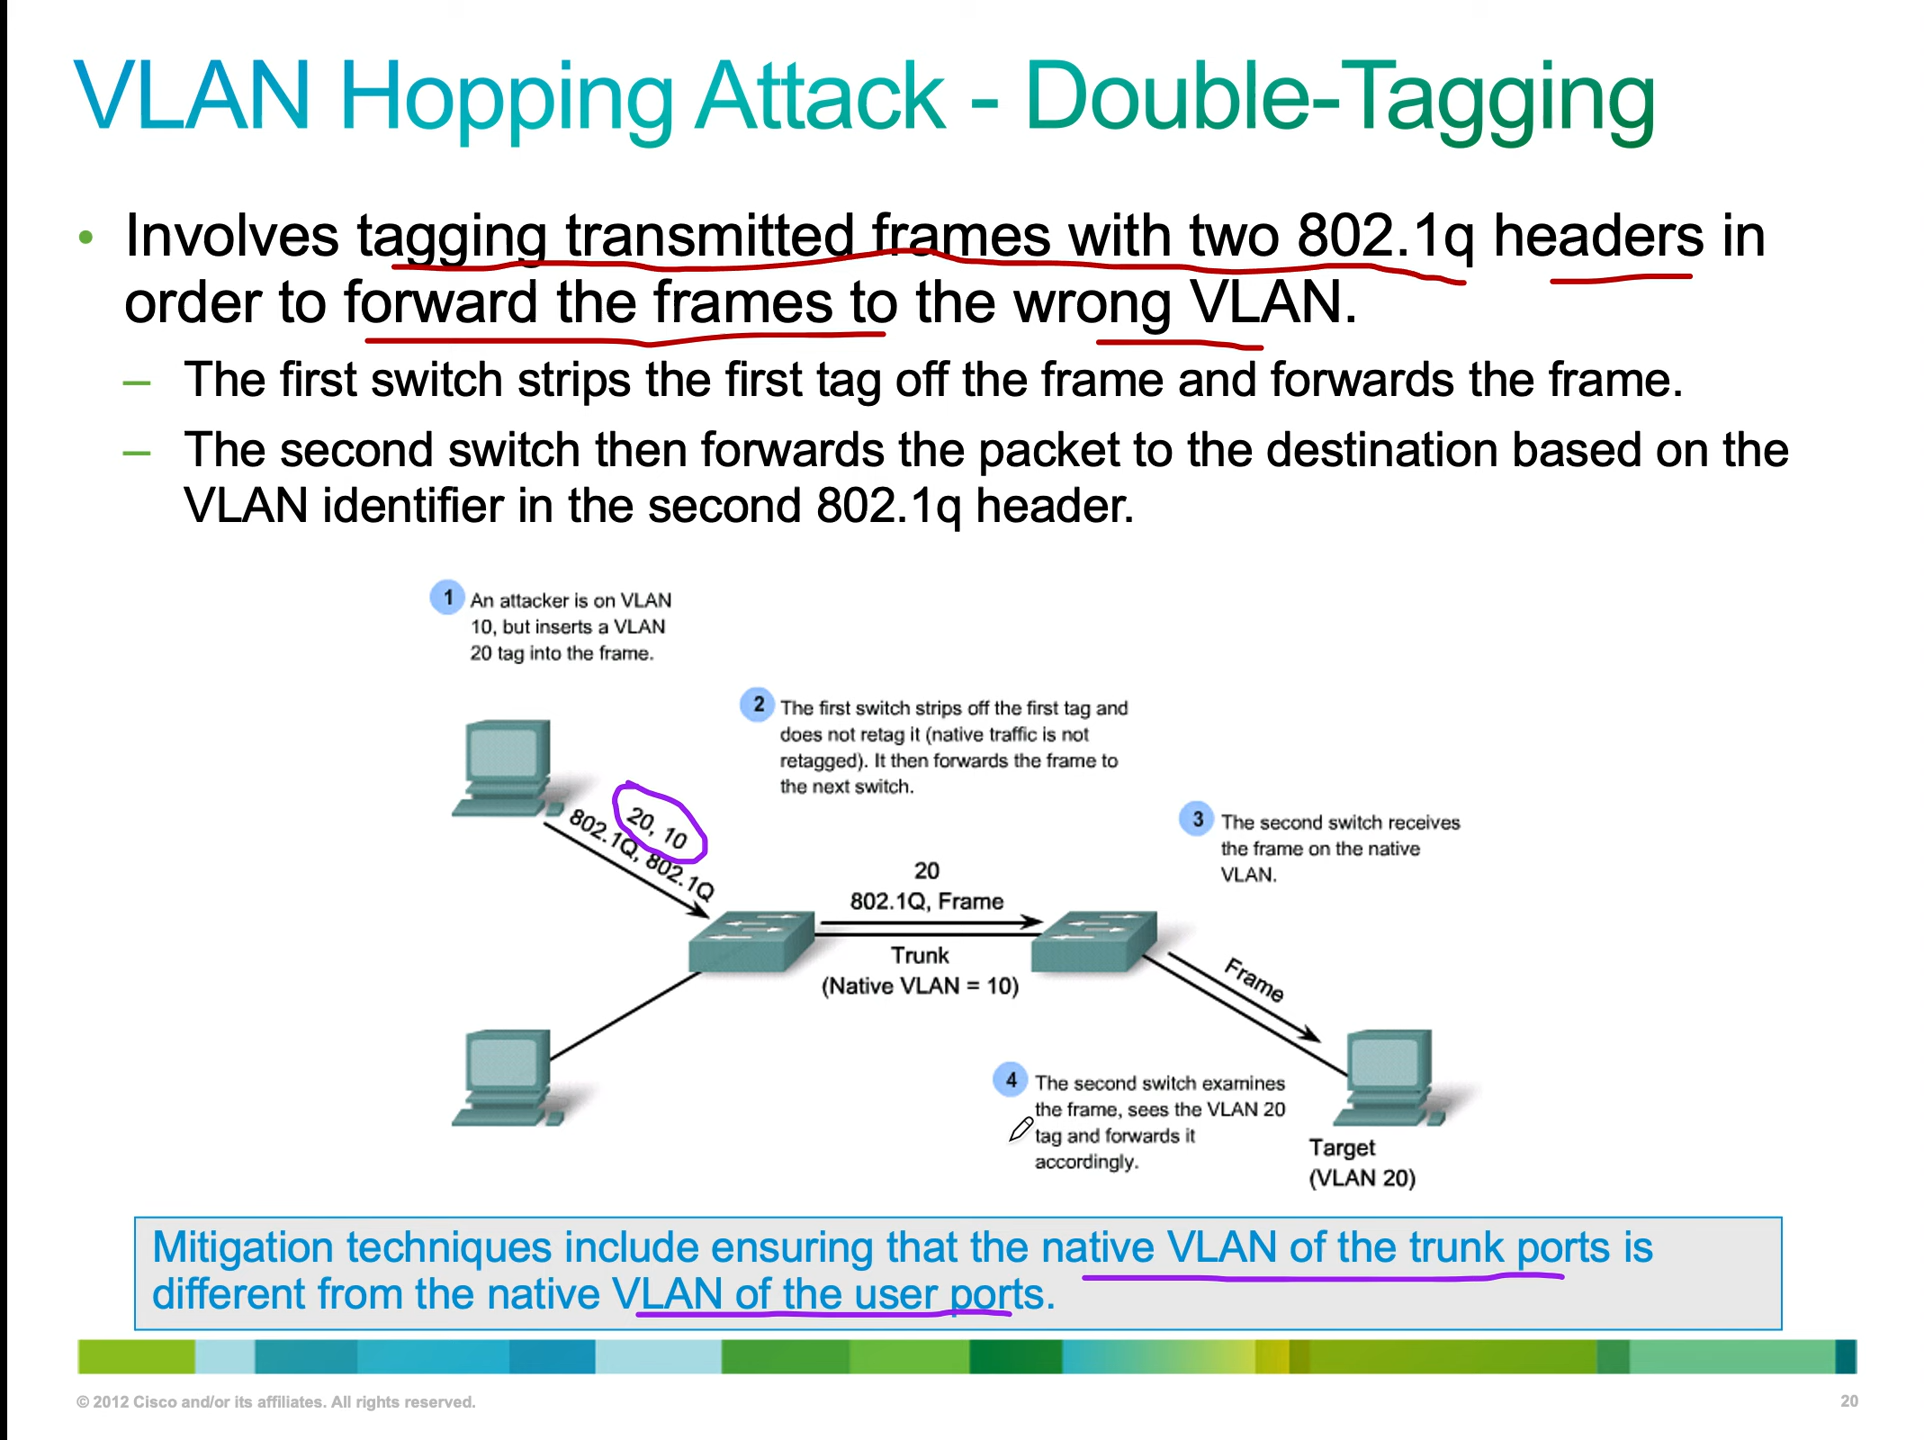 VLAN Hopping Attack - Double-Tagging
• Involves tagging transmitted frames with two 802.1q headers in
order to forward the frames to the wrong VLAN.
– The first switch strips the first tag off the frame and forwards the frame.
– The second switch then forwards the packet to the destination based on the
VLAN identifier in the second 802.1q header.
1 An attacker is on VLAN
10, but inserts a VLAN
20 tag into the frame.
2 The first switch strips off the first tag and
does not retag it (native traffic is not
retagged). It then forwards the frame to
the next switch.
20, 10
802.1Q, 802.1Q
3 The second switch receives
the frame on the native
VLAN.
20
802.1Q, Frame
Trunk
(Native VLAN = 10)
Frame
4 The second switch examines
the frame, sees the VLAN 20
tag and forwards it
accordingly.
Target
(VLAN 20)
Mitigation techniques include ensuring that the native VLAN of the trunk ports is
different from the native VLAN of the user ports.
© 2012 Cisco and/or its affiliates. All rights reserved.
20